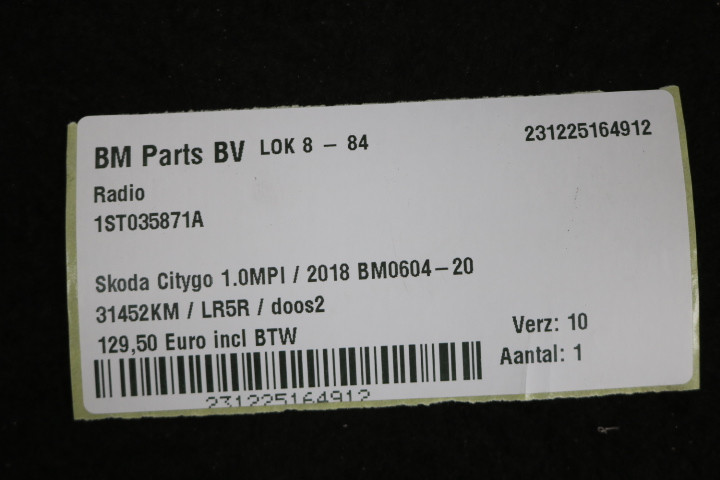 BM Parts BV LOK 8 – 84 231225164912
Radio
1ST035871A
Skoda Citygo 1.0MPI / 2018 BM0604–20
31452KM / LR5R / doos2
129,50 Euro incl BTW
Verz: 10
Aantal: 1
231225164912